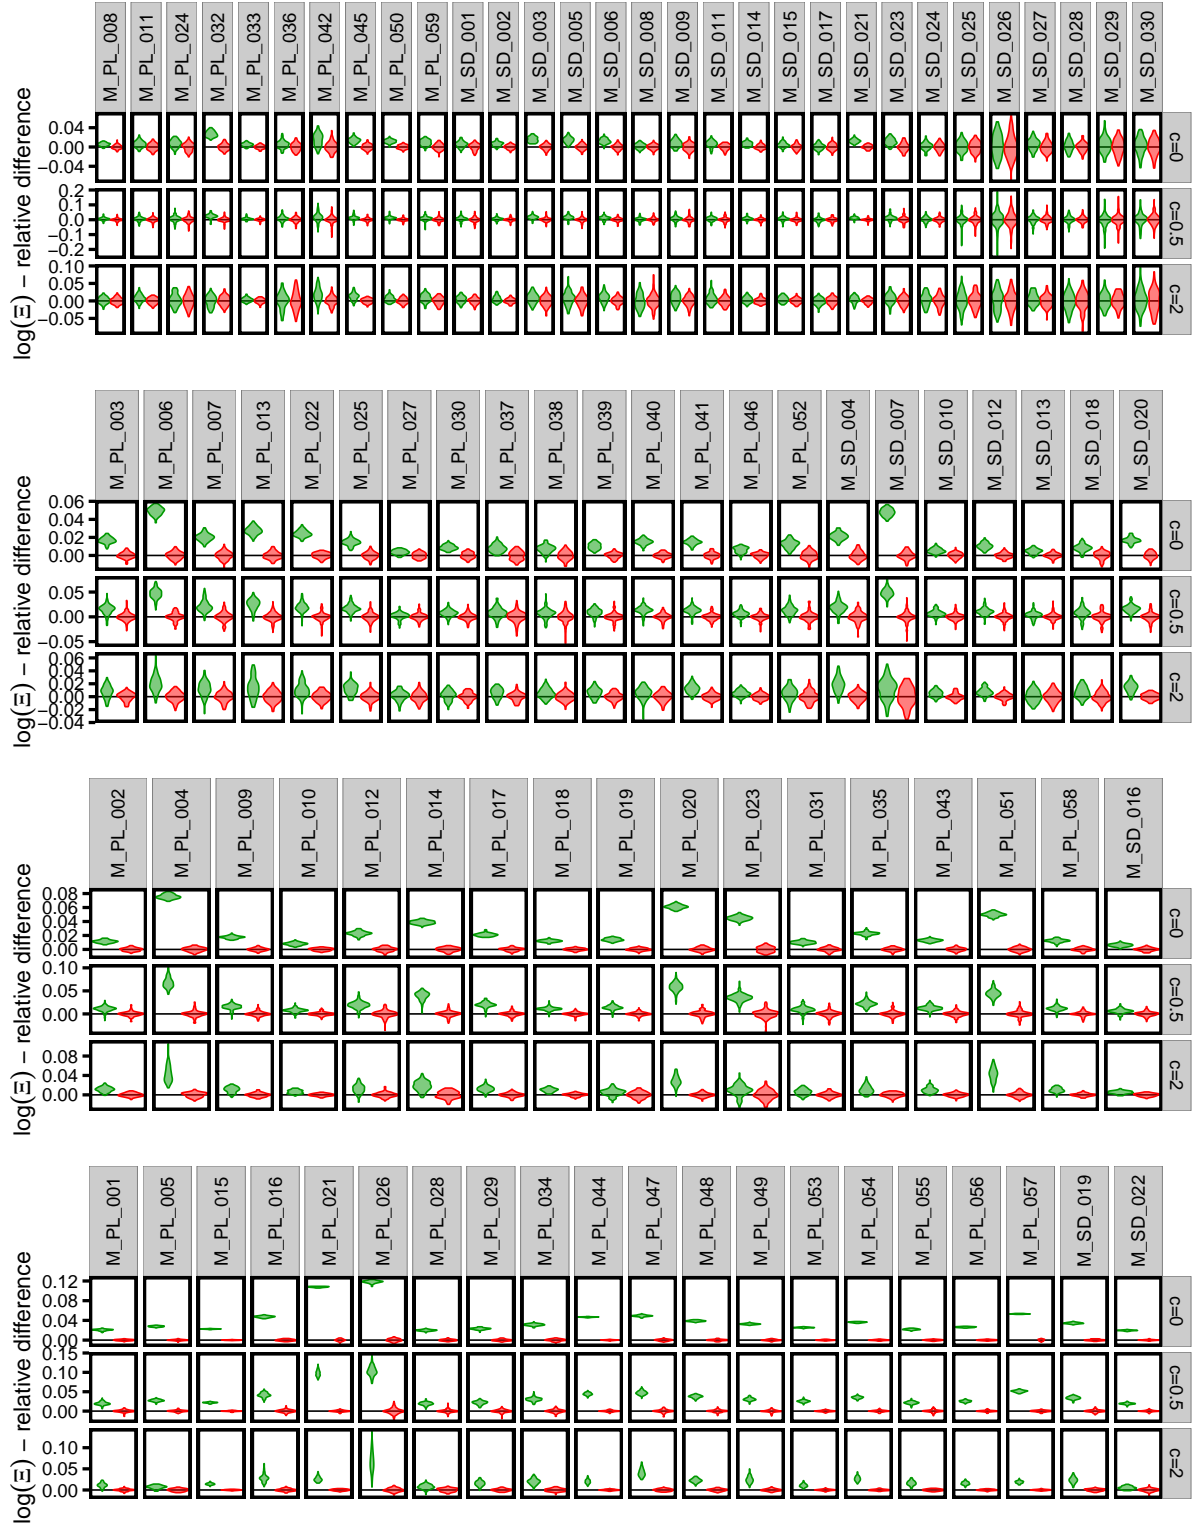 M_PL_008 M_PL_011 M_PL_024 M_PL_032 M_PL_033 M_PL_036 M_PL_042 M_PL_045 M_PL_050 M_PL_059 M_SD_001 M_SD_002 M_SD_003 M_SD_005 M_SD_006 M_SD_008 M_SD_009 M_SD_011 M_SD_014 M_SD_015 M_SD_017 M_SD_021 M_SD_023 M_SD_024 M_SD_025 M_SD_026 M_SD_027 M_SD_028 M_SD_029 M_SD_030
log(Ξ) − relative difference
0.04
0.00
−0.04
c=0
0.2
0.1
0.0
−0.1
−0.2
c=0.5
0.10
0.05
0.00
−0.05
c=2
M_PL_003 M_PL_006 M_PL_007 M_PL_013 M_PL_022 M_PL_025 M_PL_027 M_PL_030 M_PL_037 M_PL_038 M_PL_039 M_PL_040 M_PL_041 M_PL_046 M_PL_052 M_SD_004 M_SD_007 M_SD_010 M_SD_012 M_SD_013 M_SD_018 M_SD_020
log(Ξ) − relative difference
0.06
0.04
0.02
0.00
c=0
0.05
0.00
−0.05
c=0.5
0.06
0.04
0.02
0.00
−0.02
−0.04
c=2
M_PL_002 M_PL_004 M_PL_009 M_PL_010 M_PL_012 M_PL_014 M_PL_017 M_PL_018 M_PL_019 M_PL_020 M_PL_023 M_PL_031 M_PL_035 M_PL_043 M_PL_051 M_PL_058 M_SD_016
log(Ξ) − relative difference
0.08
0.06
0.04
0.02
0.00
c=0
0.10
0.05
0.00
c=0.5
0.08
0.04
0.00
c=2
M_PL_001 M_PL_005 M_PL_015 M_PL_016 M_PL_021 M_PL_026 M_PL_028 M_PL_029 M_PL_034 M_PL_044 M_PL_047 M_PL_048 M_PL_049 M_PL_053 M_PL_054 M_PL_055 M_PL_056 M_PL_057 M_SD_019 M_SD_022
log(Ξ) − relative difference
0.12
0.08
0.04
0.00
c=0
0.15
0.10
0.05
0.00
c=0.5
0.10
0.05
0.00
c=2